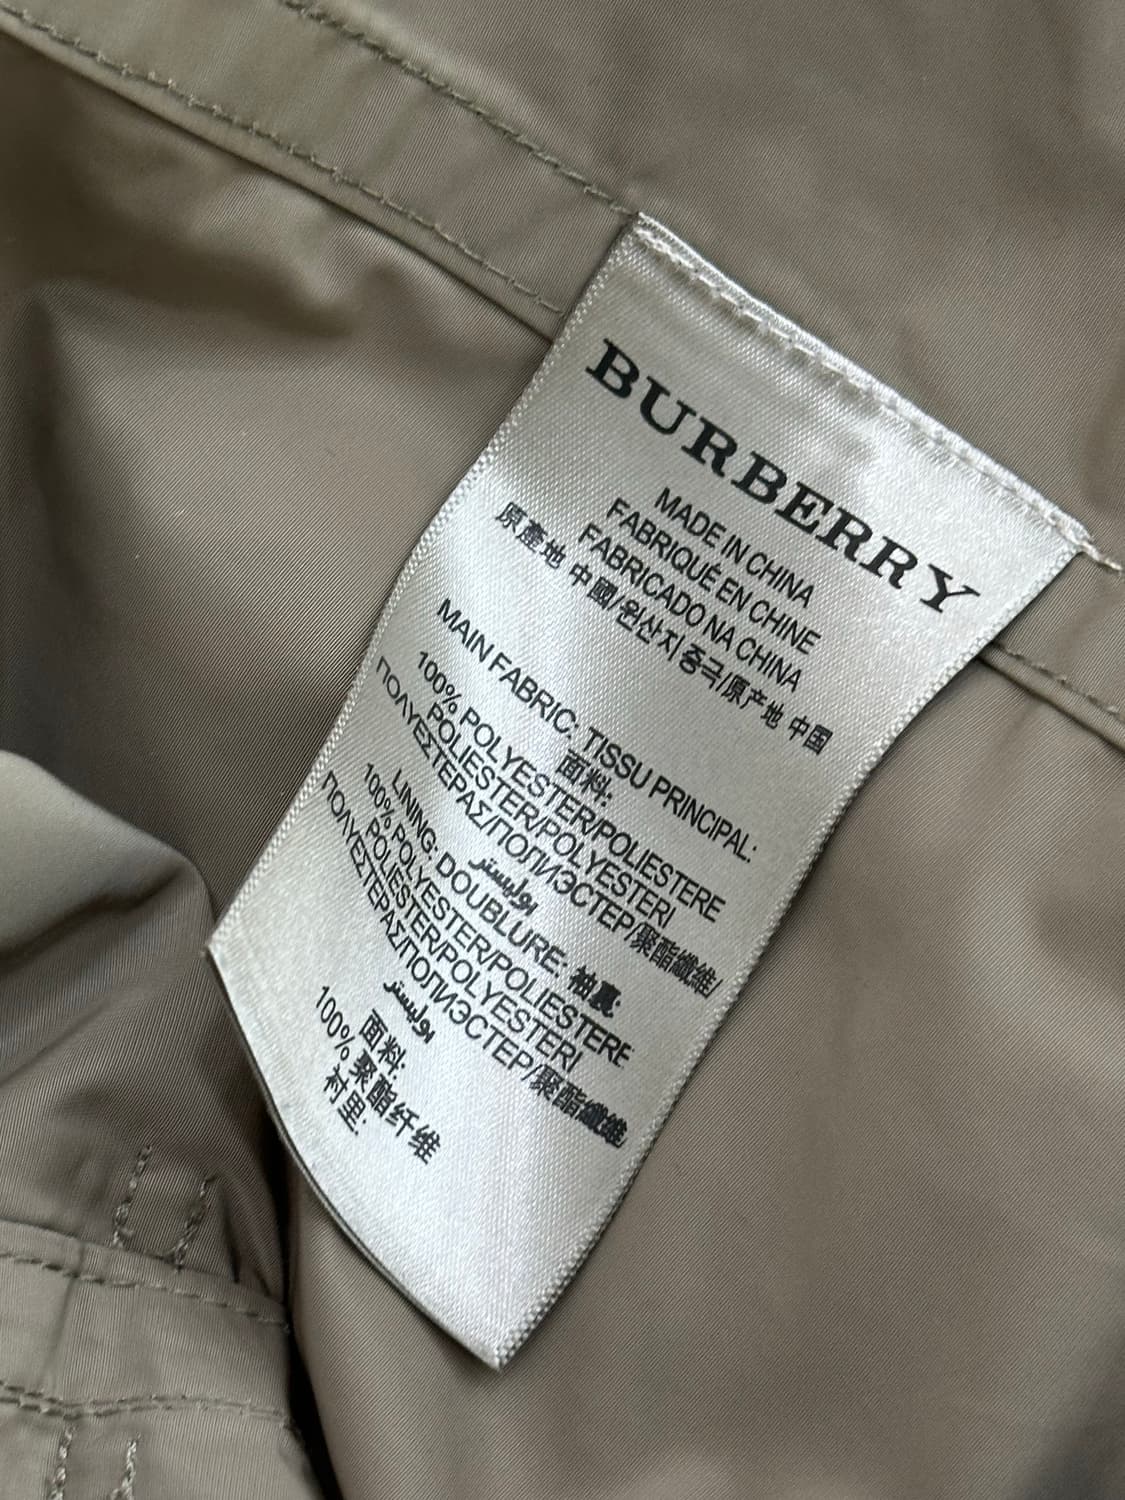 BURBERRY
MADE IN CHINA
FABRIQUÉ EN CHINE
FABRICADO NA CHINA
原產地 中國/원산지 중국/原产地 中国
MAIN FABRIC: TISSU PRINCIPAL:
面料:
100% POLYESTER/POLIESTERE
POLIESTER/POLYESTERI
ΠΟΛΥΕΣΤΕΡΑΣ/ПОЛИЭСТЕР/聚酯纖維/
بوليستر
LINING: DOUBLURE: 袖裏:
100% POLYESTER/POLIESTERE
POLIESTER/POLYESTERI
ΠΟΛΥΕΣΤΕΡΑΣ/ПОЛИЭСТЕР/聚酯纖維/
بوليستر
面料:
100% 聚酯纤维
衬里: